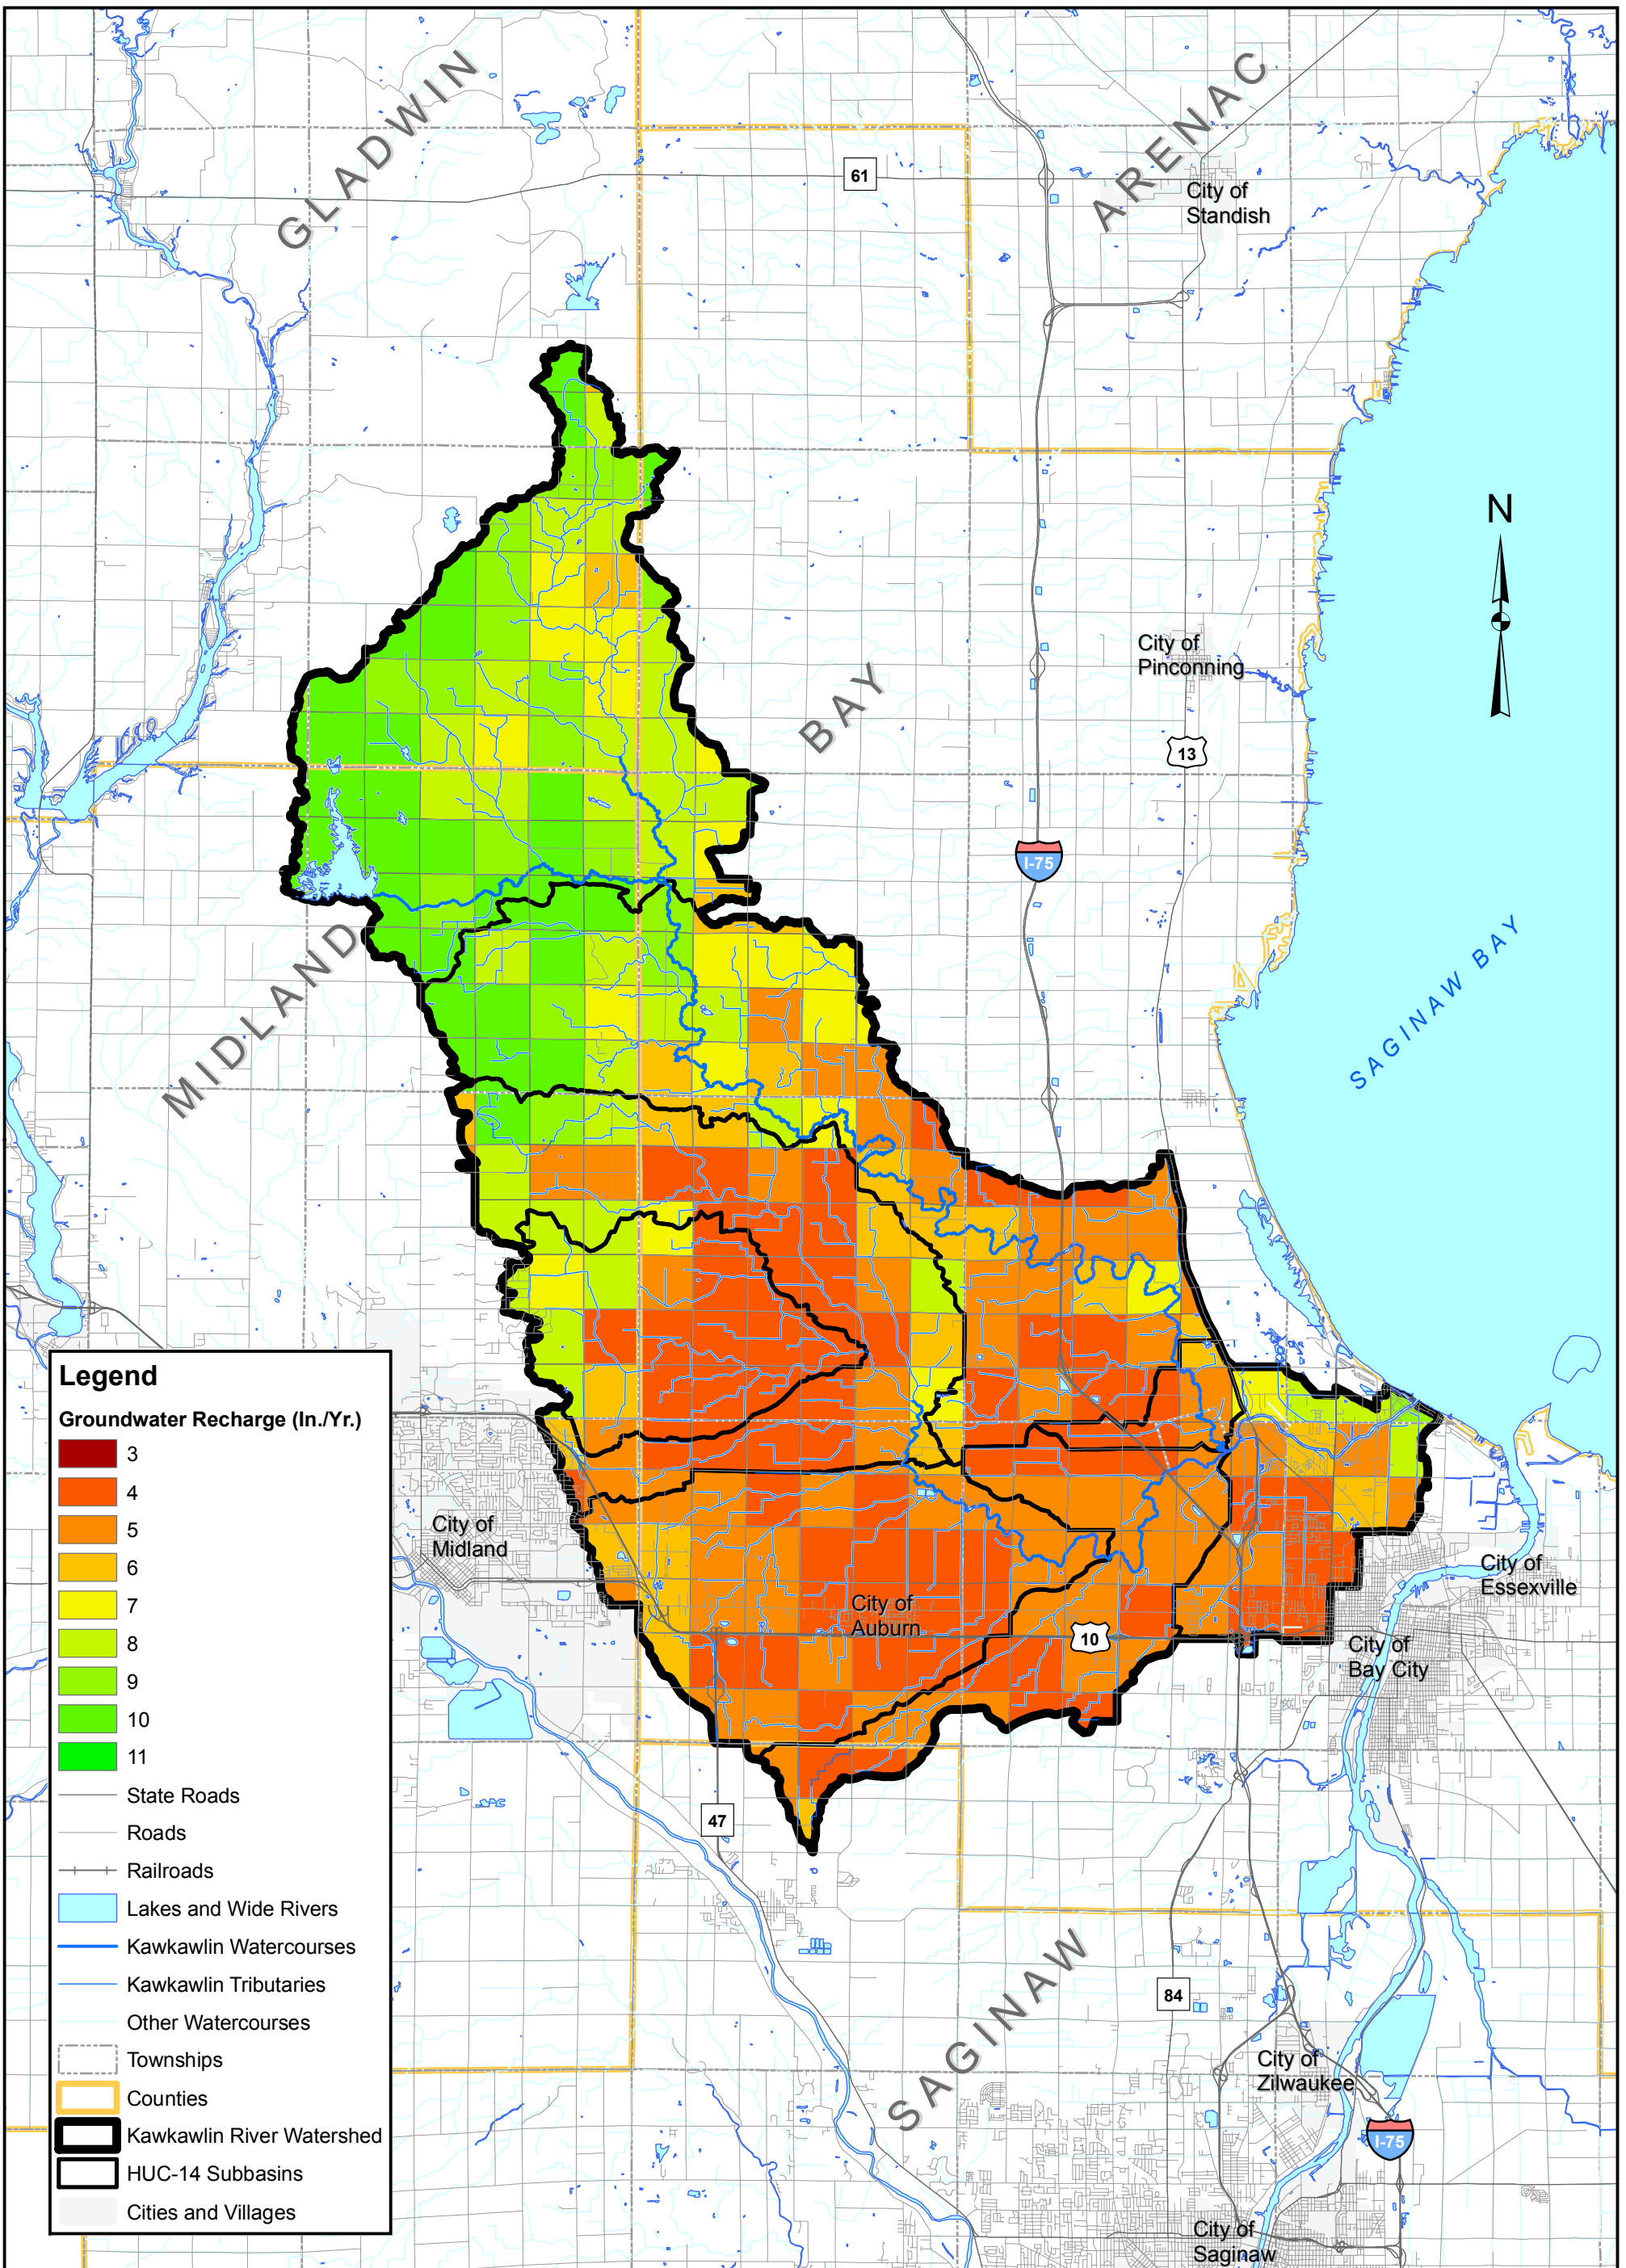 GLADWIN
ARENAC
61
City of
Standish
N
City of
Pinconning
BAY
13
I-75
SAGINAW BAY
MIDLAND
Legend
Groundwater Recharge (In./Yr.)
3
4
5
6
7
8
9
10
11
State Roads
Roads
Railroads
Lakes and Wide Rivers
Kawkawlin Watercourses
Kawkawlin Tributaries
Other Watercourses
Townships
Counties
Kawkawlin River Watershed
HUC-14 Subbasins
Cities and Villages
City of
Midland
City of
Auburn
10
City of
Essexville
City of
Bay City
47
SAGINAW
84
City of
Zilwaukee
I-75
City of
Saginaw